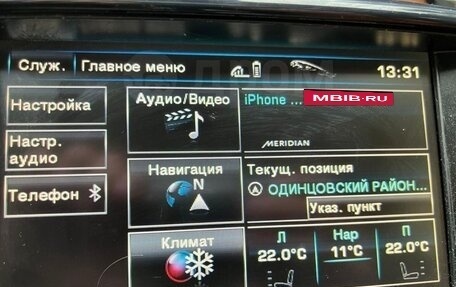 Служ. Главное меню 13:31
Настройка
Аудио/Видео
iPhone ...
MBIB.RU
Настр.
аудио
MERIDIAN
Телефон
Навигация
N
Текущ. позиция
ОДИНЦОВСКИЙ РАЙОН...
Указ. пункт
Климат
Л Нар П
22.0°C 11°C 22.0°C